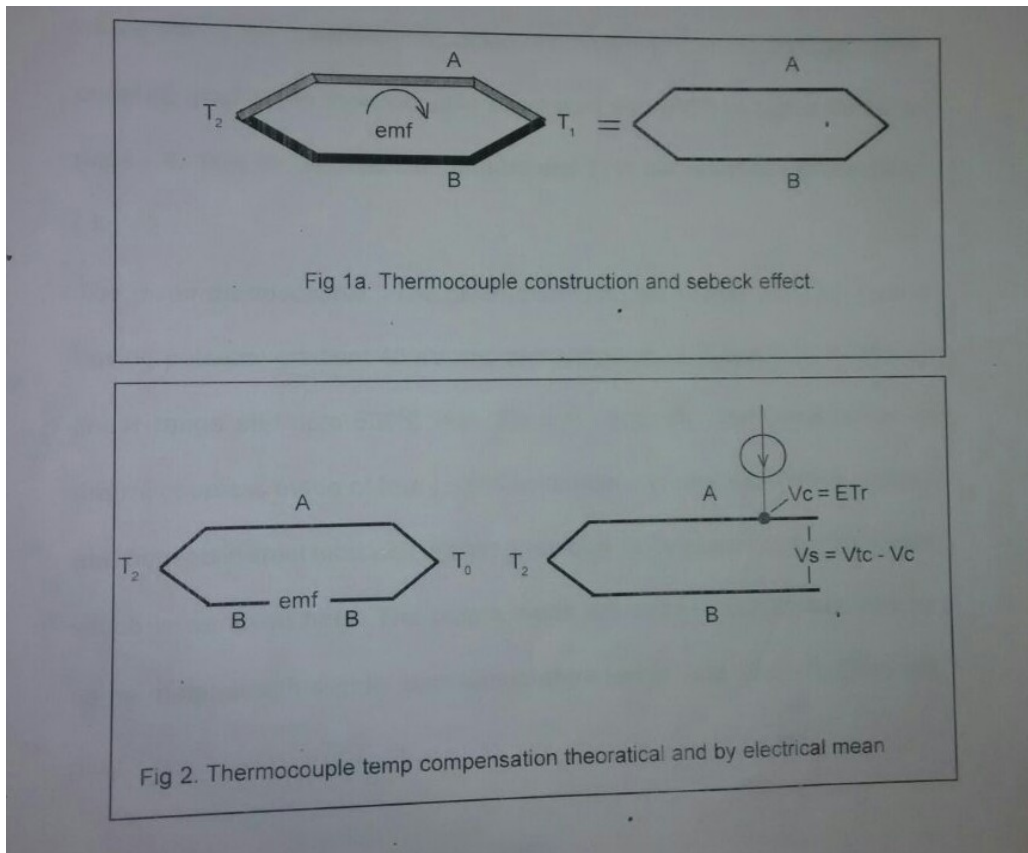 A
T₂
emf
T₁
=
B
A
B
Fig 1a. Thermocouple construction and sebeck effect.
A
T₂
T₀
B
emf
B
A
T₂
B
Vc = ETr
Vs = Vtc - Vc
Fig 2. Thermocouple temp compensation theoratical and by electrical mean